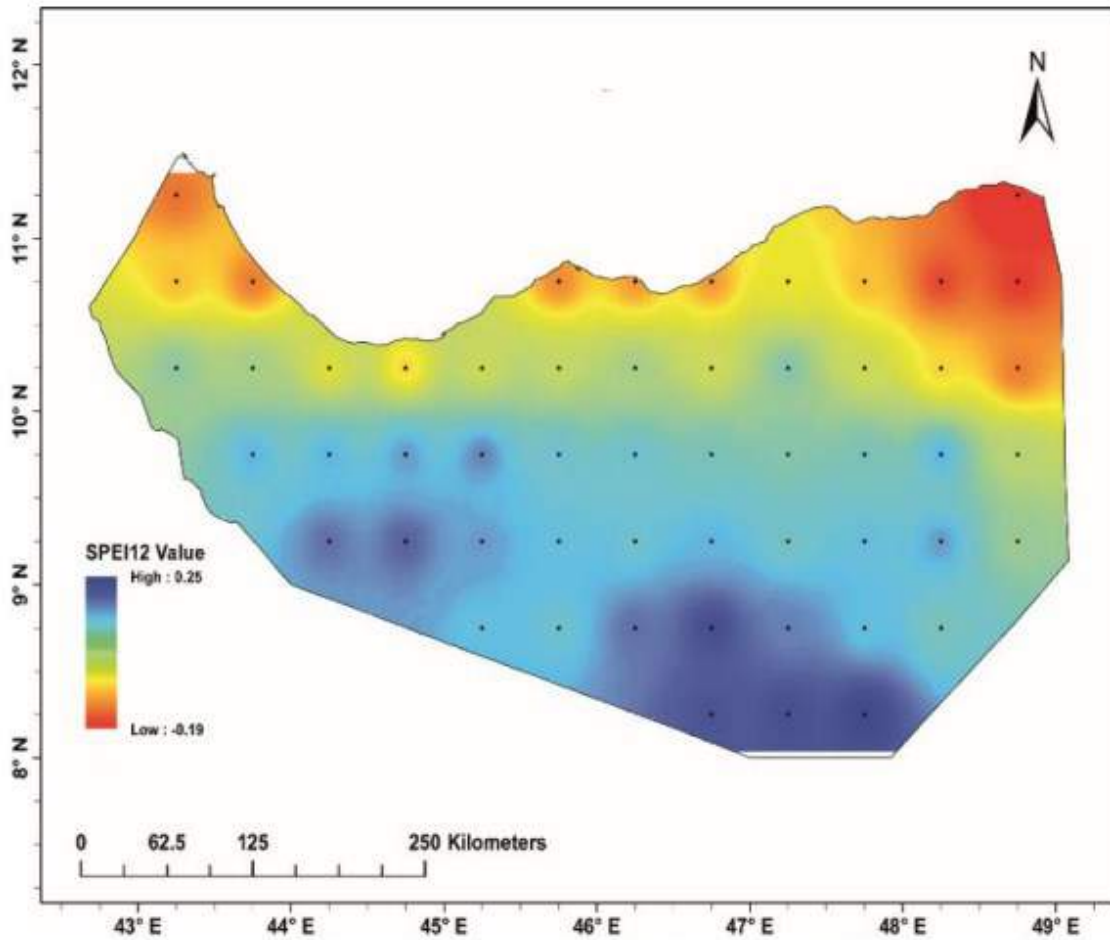 N
12° N
11° N
10° N
9° N
8° N
SPEI12 Value
High : 0.25
Low : -0.19
0 62.5 125 250 Kilometers
43° E 44° E 45° E 46° E 47° E 48° E 49° E